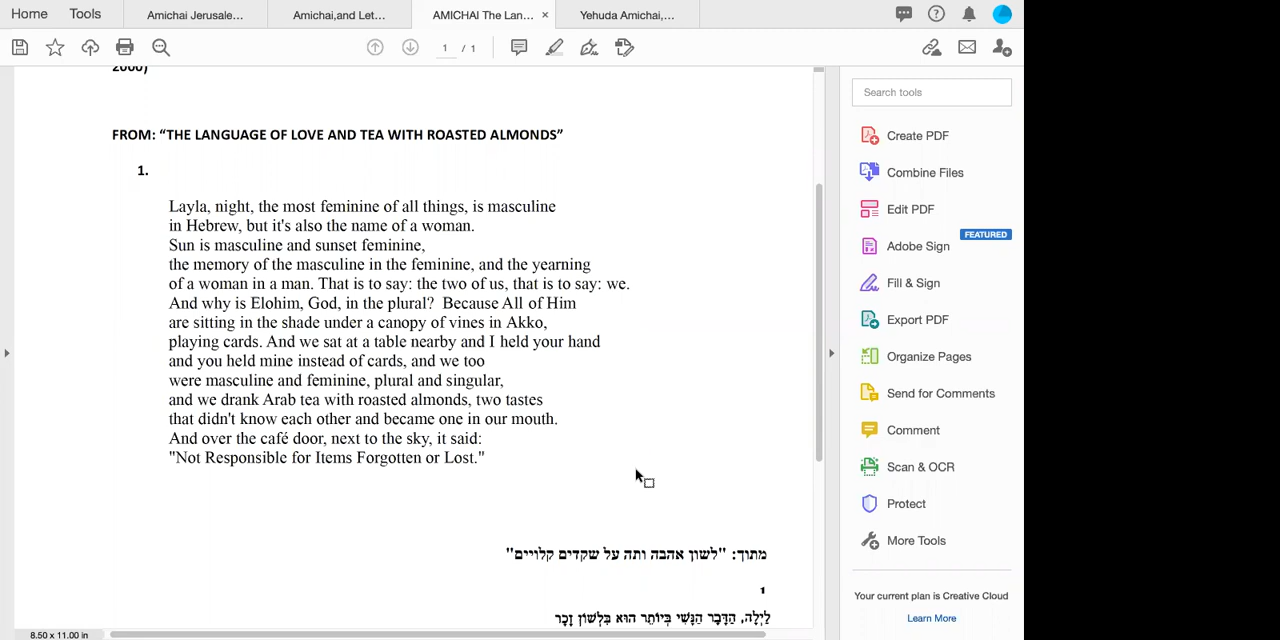 Home
Tools
Amichai Jerusale...
Amichai,and Let...
AMICHAI The Lan...
×
Yehuda Amichai,...
1 / 1
2000)
FROM: “THE LANGUAGE OF LOVE AND TEA WITH ROASTED ALMONDS”
1.
Layla, night, the most feminine of all things, is masculine
in Hebrew, but it's also the name of a woman.
Sun is masculine and sunset feminine,
the memory of the masculine in the feminine, and the yearning
of a woman in a man. That is to say: the two of us, that is to say: we.
And why is Elohim, God, in the plural? Because All of Him
are sitting in the shade under a canopy of vines in Akko,
playing cards. And we sat at a table nearby and I held your hand
and you held mine instead of cards, and we too
were masculine and feminine, plural and singular,
and we drank Arab tea with roasted almonds, two tastes
that didn't know each other and became one in our mouth.
And over the café door, next to the sky, it said:
"Not Responsible for Items Forgotten or Lost."
מתוך: "לשון אהבה ותה על שקדים קלויים"
1
לַיְלָה, הַדָּבָר הַנָּשִׁי בְּיוֹתֵר הוּא בִּלְשׁוֹן זָכָר
8.50 x 11.00 in
Search tools
Create PDF
Combine Files
Edit PDF
FEATURED
Adobe Sign
Fill & Sign
Export PDF
Organize Pages
Send for Comments
Comment
Scan & OCR
Protect
More Tools
Your current plan is Creative Cloud
Learn More